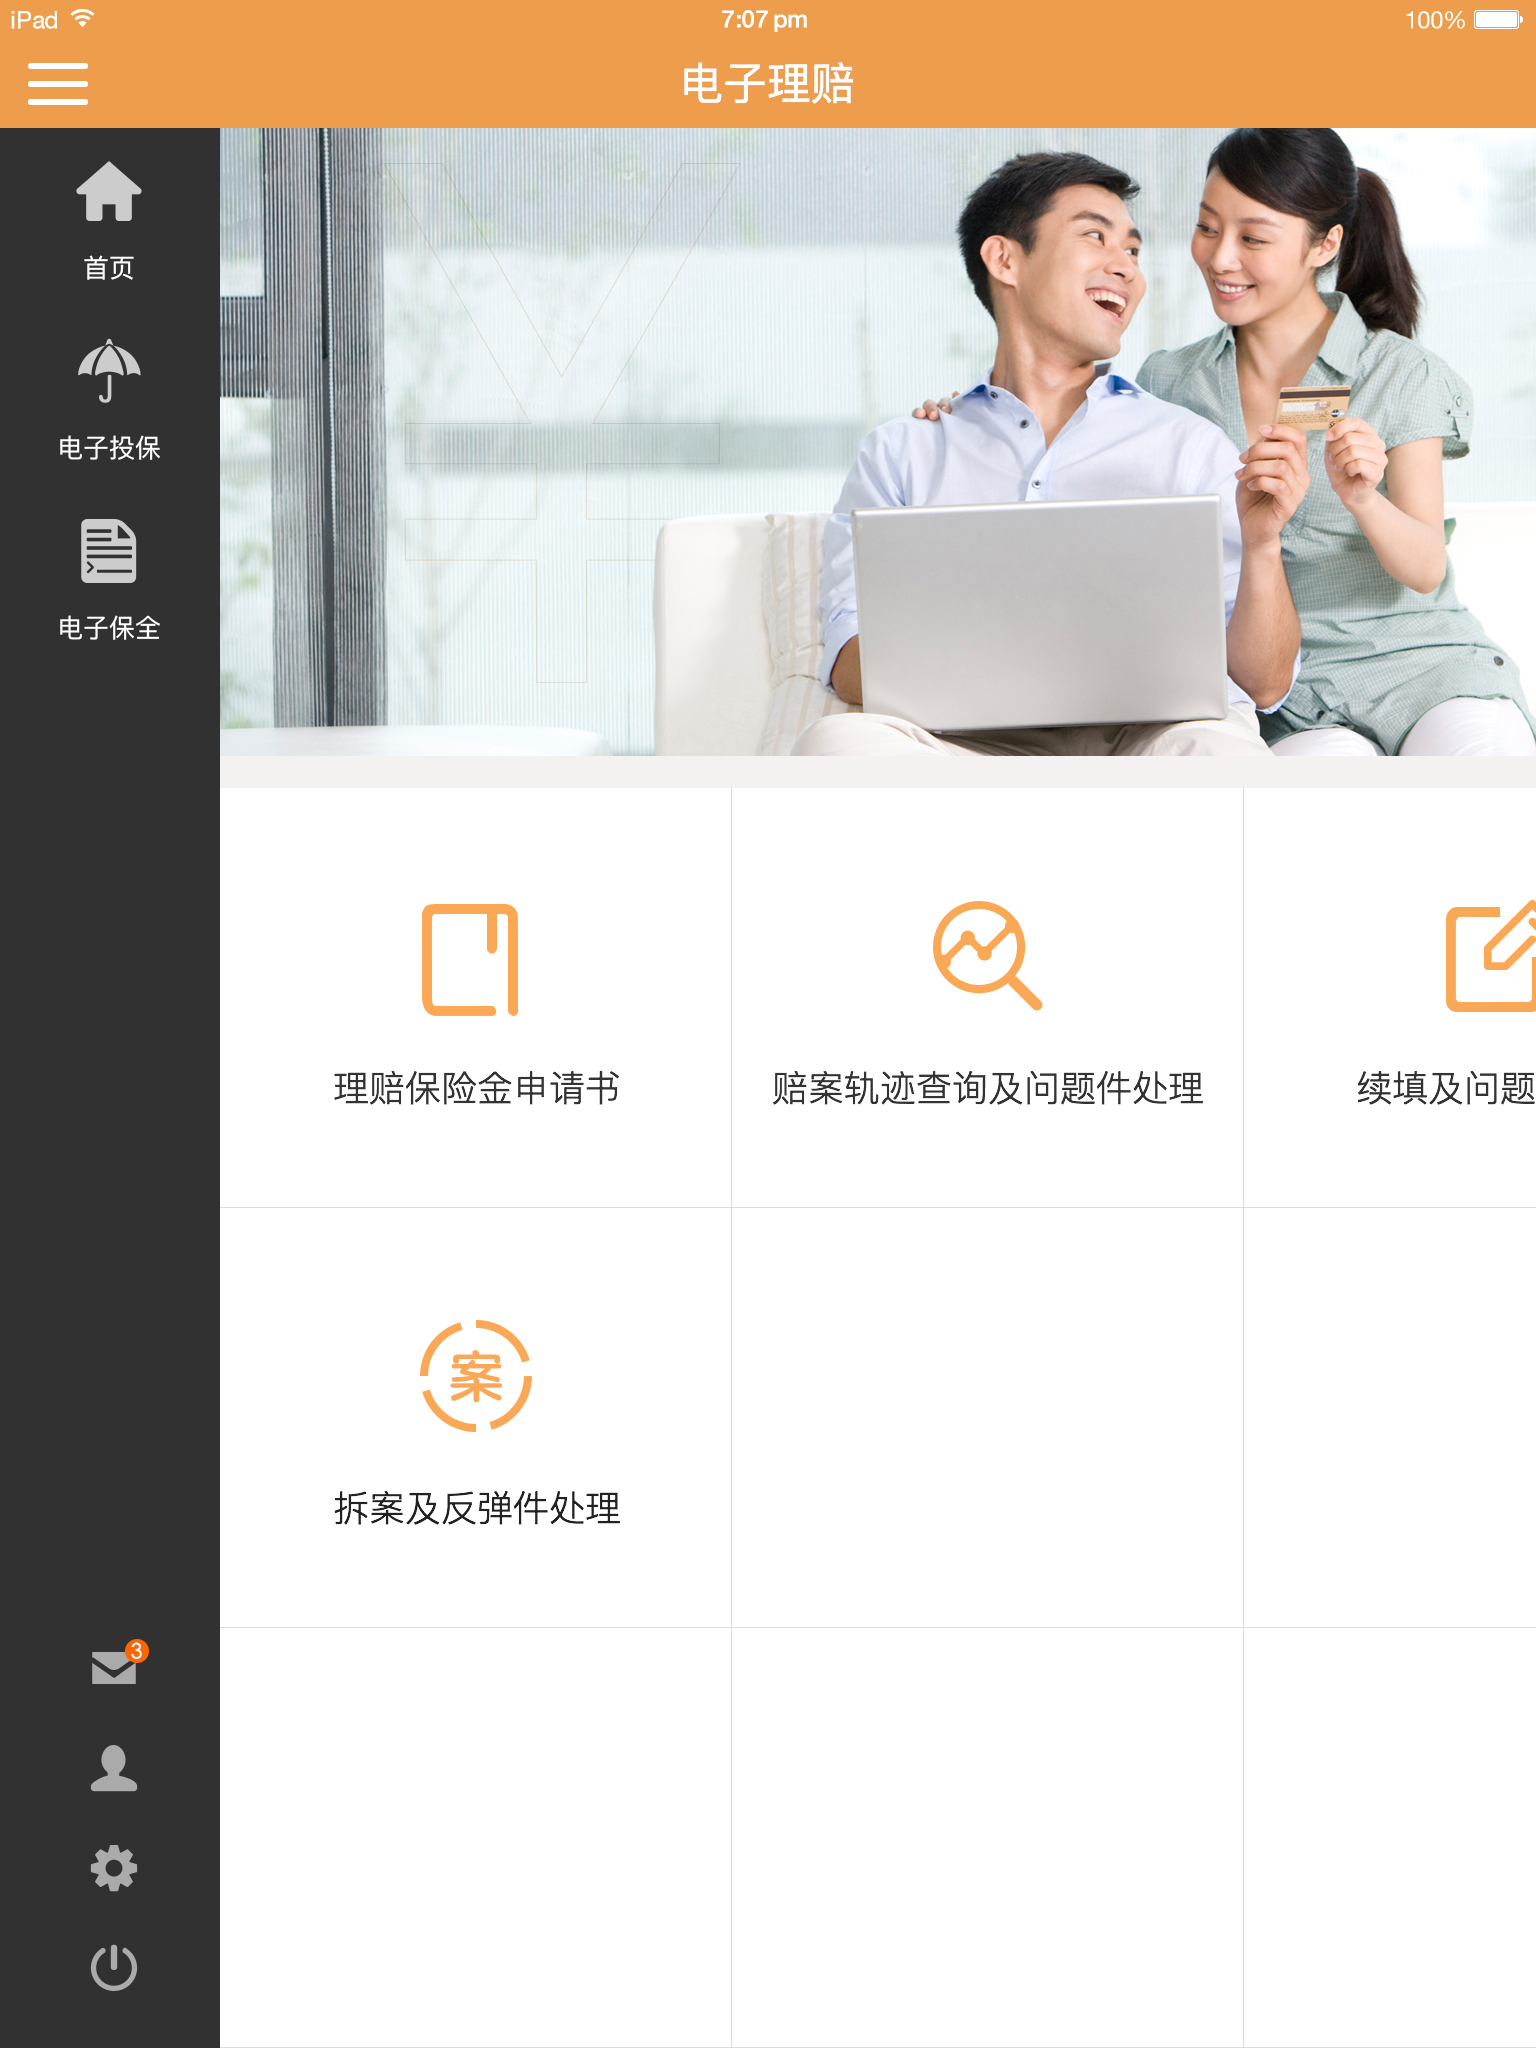 iPad
7:07 pm
100%
电子理赔
首页
电子投保
电子保全
理赔保险金申请书
赔案轨迹查询及问题件处理
续填及问题
案
拆案及反弹件处理
3